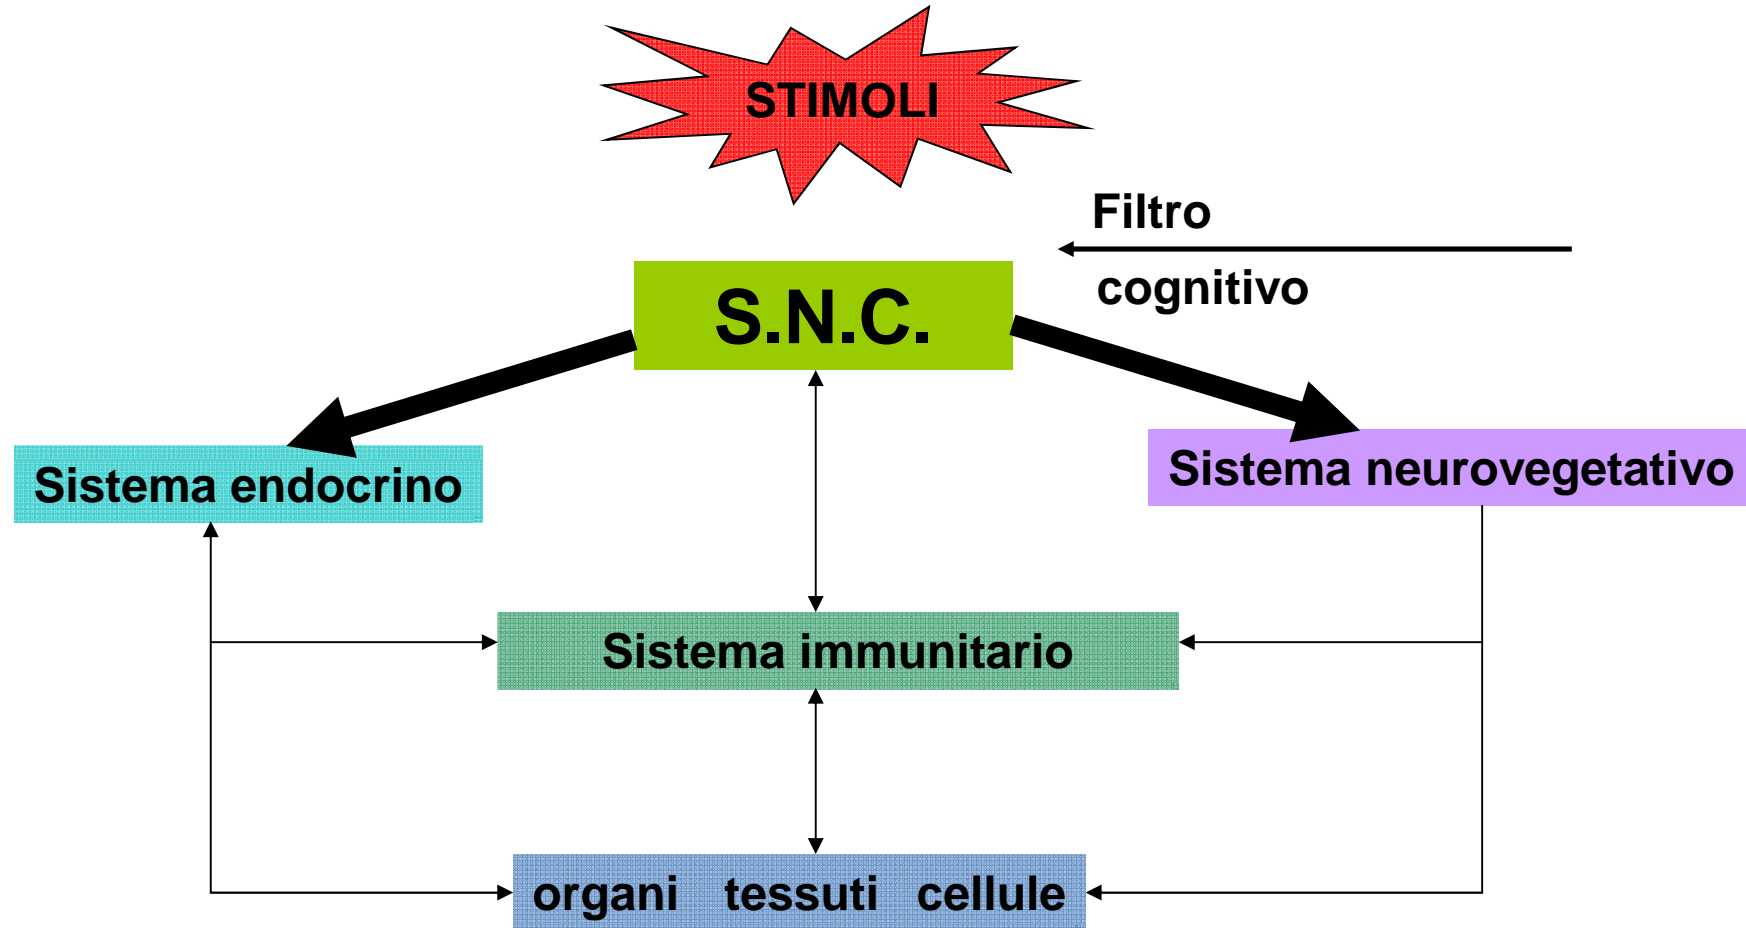 STIMOLI
Filtro
cognitivo
S.N.C.
Sistema endocrino
Sistema neurovegetativo
Sistema immunitario
organi tessuti cellule